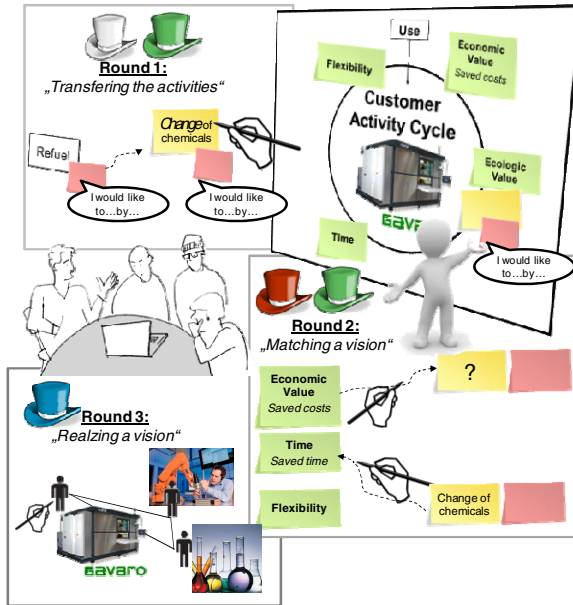 Round 1:
„Transfering the activities“
Refuel
Change of
chemicals
I would like
to…by…
I would like
to…by…
Use
Flexibility
Economic
Value
Saved costs
Customer
Activity Cycle
Ecologic
Value
Gavaro
Time
I would like
to…by…
Round 2:
„Matching a vision“
Economic
Value
Saved costs
?
Time
Saved time
Change of
chemicals
Flexibility
Round 3:
„Realzing a vision“
Gavaro